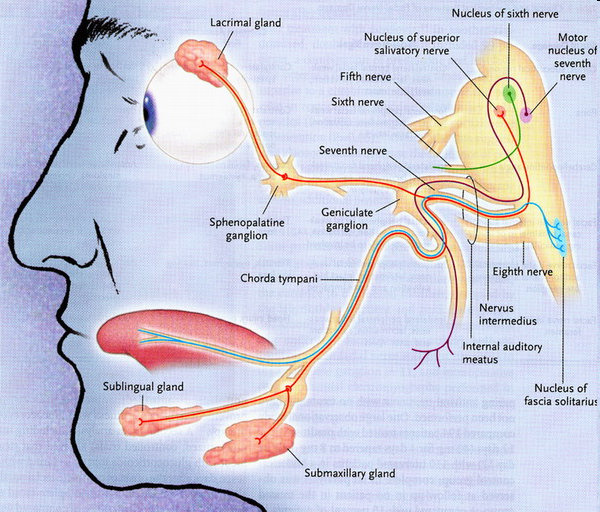 Nucleus of sixth nerve
Lacrimal gland
Nucleus of superior
salivatory nerve
Motor
nucleus of
seventh
nerve
Fifth nerve
Sixth nerve
Seventh nerve
Sphenopalatine
ganglion
Geniculate
ganglion
Chorda tympani
Eighth nerve
Nervus
intermedius
Internal auditory
meatus
Sublingual gland
Nucleus of
fascia solitarius
Submaxillary gland